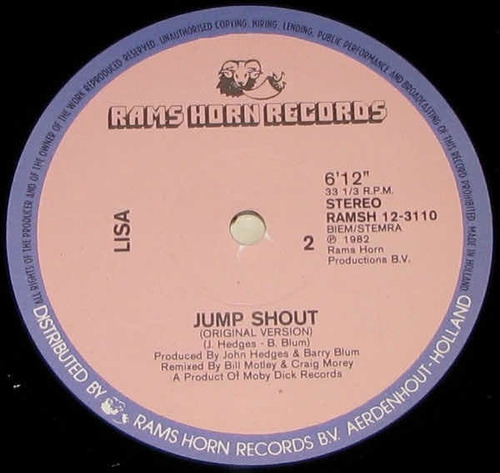 ALL RIGHTS OF THE PRODUCER AND OF THE OWNER OF THE WORK REPRODUCED RESERVED. UNAUTHORISED COPYING, HIRING, LENDING, PUBLIC PERFORMANCE AND BROADCASTING OF THIS RECORD PROHIBITED. MADE IN HOLLAND
RAMS HORN RECORDS
6'12"
33 1/3 R.P.M.
STEREO
RAMSH 12-3110
BIEM/STEMRA
℗ 1982
Rams Horn
Productions B.V.
LISA
2
JUMP SHOUT
(ORIGINAL VERSION)
(J. Hedges - B. Blum)
Produced By John Hedges & Barry Blum
Remixed By Bill Motley & Craig Morey
A Product Of Moby Dick Records
DISTRIBUTED BY RAMS HORN RECORDS B.V. AERDENHOUT-HOLLAND